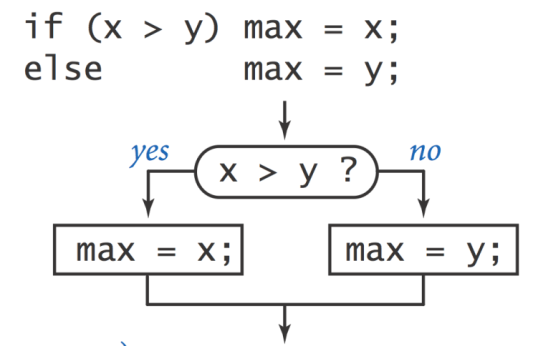 if (x > y) max = x;
else       max = y;
yes
no
x > y ?
max = x;
max = y;